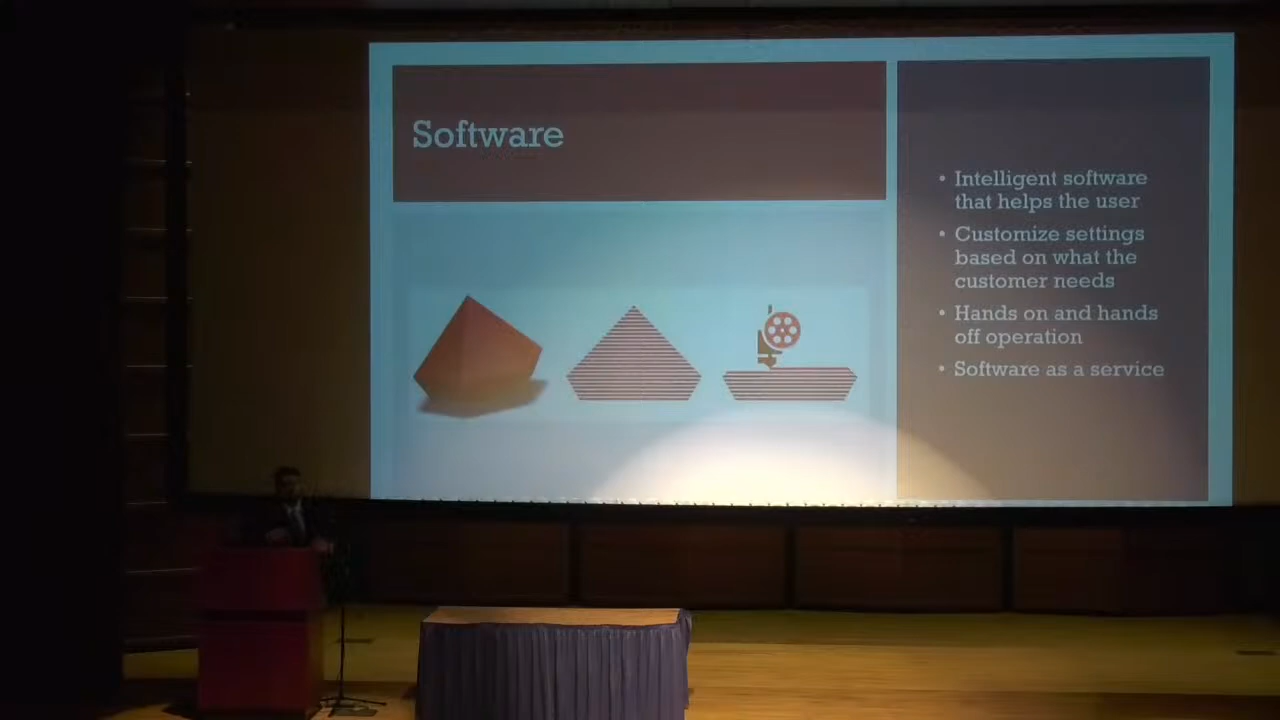 Software
• Intelligent software
that helps the user
• Customize settings
based on what the
customer needs
• Hands on and hands
off operation
• Software as a service